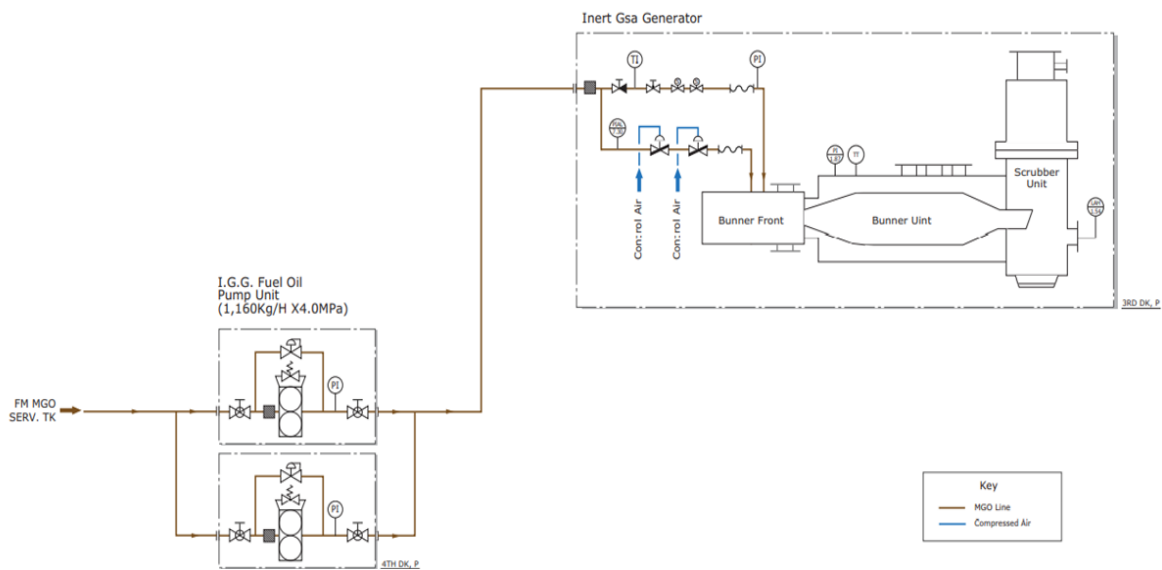 Inert Gsa Generator
TI
PI
PI
TT
Scrubber
Unit
Bunner Front
Bunner Uint
Con:rol Air
Con:rol Air
3RD DK, P
I.G.G. Fuel Oil
Pump Unit
(1,160Kg/H X4.0MPa)
PI
FM MGO
SERV. TK
PI
4TH DK, P
Key
MGO Line
Compressed Air